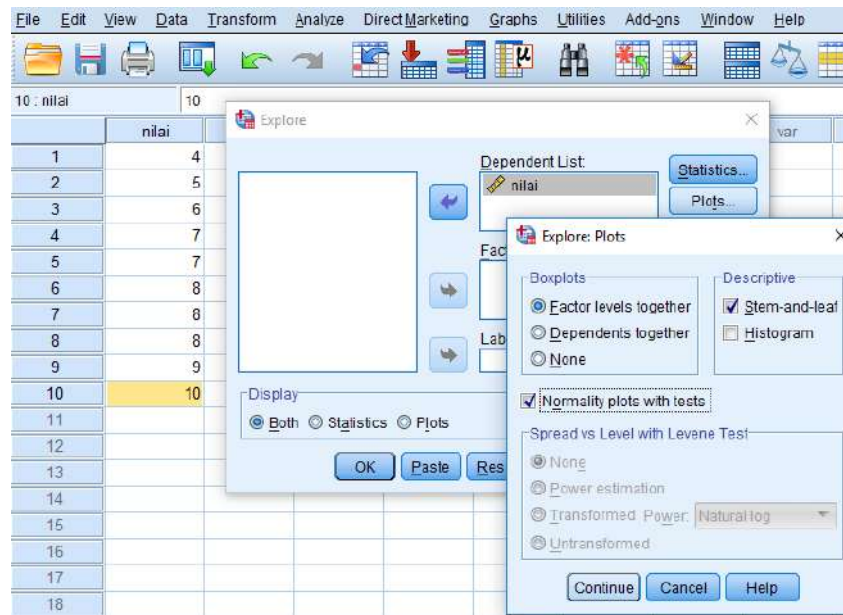 File Edit View Data Transform Analyze Direct Marketing Graphs Utilities Add-ons Window Help
10 : nilai 10
nilai var
1 4
2 5
3 6
4 7
5 7
6 8
7 8
8 8
9 9
10 10
11
12
13
14
15
16
17
18
Explore
Dependent List:
nilai
Statistics...
Plots...
Fac
Lab
Display
Both Statistics Plots
OK Paste Res
Explore: Plots
Boxplots
Factor levels together
Dependents together
None
Descriptive
Stem-and-leaf
Histogram
Normality plots with tests
Spread vs Level with Levene Test
None
Power estimation
Transformed Power: Natural log
Untransformed
Continue Cancel Help